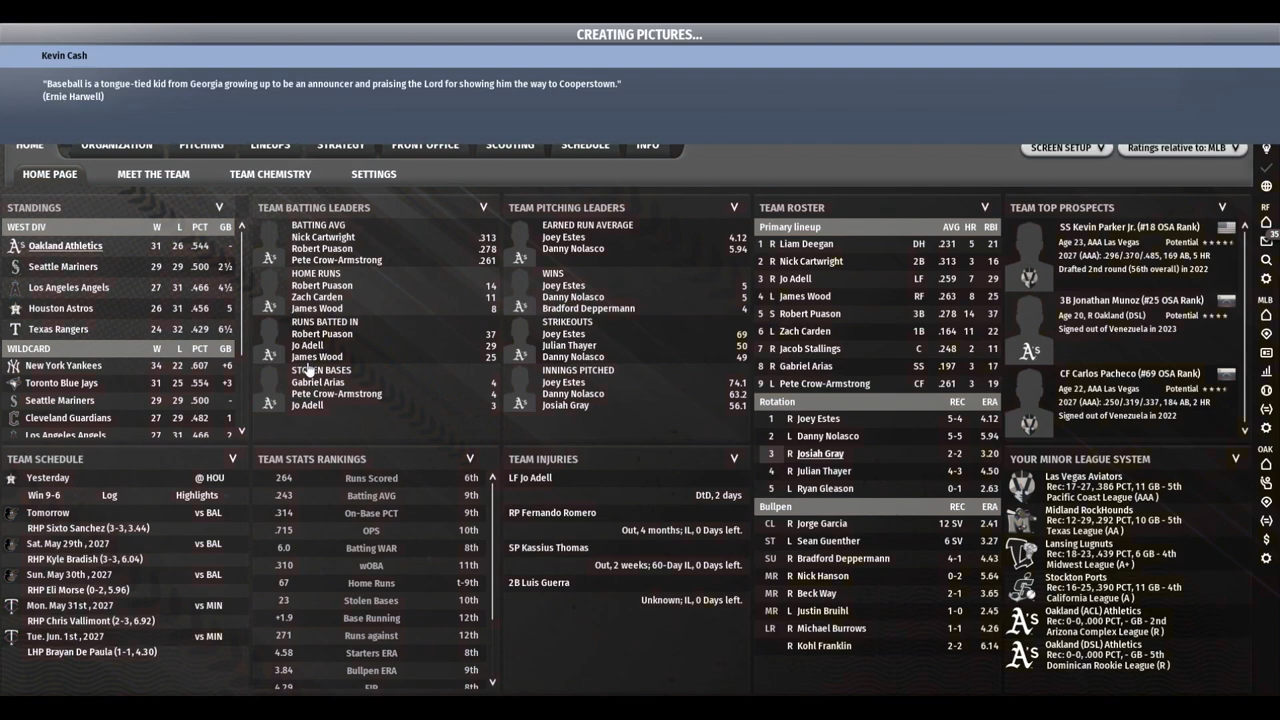 CREATING PICTURES...
Kevin Cash
"Baseball is a tongue-tied kid from Georgia growing up to be an announcer and praising the Lord for showing him the way to Cooperstown."
(Ernie Harwell)
HOME ORGANIZATION PITCHING LINEUPS STRATEGY FRONT OFFICE SCOUTING SCHEDULE INFO
SCREEN SETUP Ratings relative to: MLB
HOME PAGE MEET THE TEAM TEAM CHEMISTRY SETTINGS
STANDINGS
WEST DIV W L PCT GB
Oakland Athletics 31 26 .544 -
Seattle Mariners 29 29 .500 2½
Los Angeles Angels 27 31 .466 4½
Houston Astros 26 31 .456 5
Texas Rangers 24 32 .429 6½
WILDCARD W L PCT GB
New York Yankees 34 22 .607 +6
Toronto Blue Jays 31 25 .554 +3
Seattle Mariners 29 29 .500 -
Cleveland Guardians 27 29 .482 1
Los Angeles Angels 27 31 .466 2
TEAM BATTING LEADERS
BATTING AVG
Nick Cartwright .313
Robert Puason .278
Pete Crow-Armstrong .261
HOME RUNS
Robert Puason 14
Zach Carden 11
James Wood 8
RUNS BATTED IN
Robert Puason 37
Jo Adell 29
James Wood 25
STOLEN BASES
Gabriel Arias 4
Pete Crow-Armstrong 4
Jo Adell 3
TEAM PITCHING LEADERS
EARNED RUN AVERAGE
Joey Estes 4.12
Danny Nolasco 5.94
WINS
Joey Estes 5
Danny Nolasco 5
Bradford Deppermann 4
STRIKEOUTS
Joey Estes 69
Julian Thayer 50
Danny Nolasco 49
INNINGS PITCHED
Joey Estes 74.1
Danny Nolasco 63.2
Josiah Gray 56.1
TEAM ROSTER
Primary lineup AVG HR RBI
1 R Liam Deegan DH .231 5 21
2 R Nick Cartwright 2B .313 3 16
3 R Jo Adell LF .259 7 29
4 L James Wood RF .263 8 25
5 S Robert Puason 3B .278 14 37
6 L Zach Carden 1B .164 11 22
7 R Jacob Stallings C .248 2 11
8 R Gabriel Arias SS .197 3 17
9 L Pete Crow-Armstrong CF .261 3 19
Rotation REC ERA
1 R Joey Estes 5-4 4.12
2 L Danny Nolasco 5-5 5.94
3 R Josiah Gray 2-2 3.20
4 R Julian Thayer 4-3 4.50
5 L Ryan Gleason 0-1 2.63
Bullpen REC ERA
CL R Jorge Garcia 12 SV 2.41
ST L Sean Guenther 6 SV 3.27
SU R Bradford Deppermann 4-1 4.43
MR R Nick Hanson 0-2 5.64
MR R Beck Way 2-1 3.65
MR L Justin Bruihl 1-0 2.45
LR R Michael Burrows 1-1 4.26
R Kohl Franklin 2-2 6.14
TEAM TOP PROSPECTS
SS Kevin Parker Jr. (#18 OSA Rank)
Age 23, AAA Las Vegas Potential
2027 (AAA): .296/.370/.485, 169 AB, 5 HR
Drafted 2nd round (56th overall) in 2022
3B Jonathan Munoz (#25 OSA Rank)
Age 20, R Oakland (DSL) Potential
Signed out of Venezuela in 2023
CF Carlos Pacheco (#69 OSA Rank)
Age 22, AAA Las Vegas Potential
2027 (AAA): .250/.319/.337, 184 AB, 2 HR
Signed out of Venezuela in 2022
TEAM SCHEDULE
Yesterday @ HOU
Win 9-6 Log Highlights
Tomorrow vs BAL
RHP Sixto Sanchez (3-3, 3.44)
Sat. May 29th , 2027 vs BAL
RHP Kyle Bradish (3-3, 6.04)
Sun. May 30th , 2027 vs BAL
RHP Eli Morse (0-2, 5.96)
Mon. May 31st , 2027 vs MIN
RHP Chris Vallimont (2-3, 6.92)
Tue. Jun. 1st , 2027 vs MIN
LHP Brayan De Paula (1-1, 4.30)
TEAM STATS RANKINGS
264 Runs Scored 6th
.243 Batting AVG 9th
.314 On-Base PCT 9th
.715 OPS 10th
6.0 Batting WAR 8th
.310 wOBA 11th
67 Home Runs t-9th
23 Stolen Bases 10th
+1.9 Base Running 12th
271 Runs against 12th
4.58 Starters ERA 8th
3.84 Bullpen ERA 9th
4.29 FIP 8th
TEAM INJURIES
LF Jo Adell
DtD, 2 days
RP Fernando Romero
Out, 4 months; IL, 0 Days left.
SP Kassius Thomas
Out, 2 weeks; 60-Day IL, 0 Days left.
2B Luis Guerra
Unknown; IL, 0 Days left.
YOUR MINOR LEAGUE SYSTEM
Las Vegas Aviators
Rec: 17-27, .386 PCT, 11 GB - 5th
Pacific Coast League (AAA )
Midland RockHounds
Rec: 12-29, .292 PCT, 10 GB - 5th
Texas League (AA )
Lansing Lugnuts
Rec: 18-23, .439 PCT, 6 GB - 4th
Midwest League (A+ )
Stockton Ports
Rec: 16-25, .390 PCT, 11 GB - 4th
California League (A )
Oakland (ACL) Athletics
Rec: 0-0, .000 PCT, - GB - 2nd
Arizona Complex League (R )
Oakland (DSL) Athletics
Rec: 0-0, .000 PCT, - GB - 5th
Dominican Rookie League (R )
RF
35
MLB
OAK